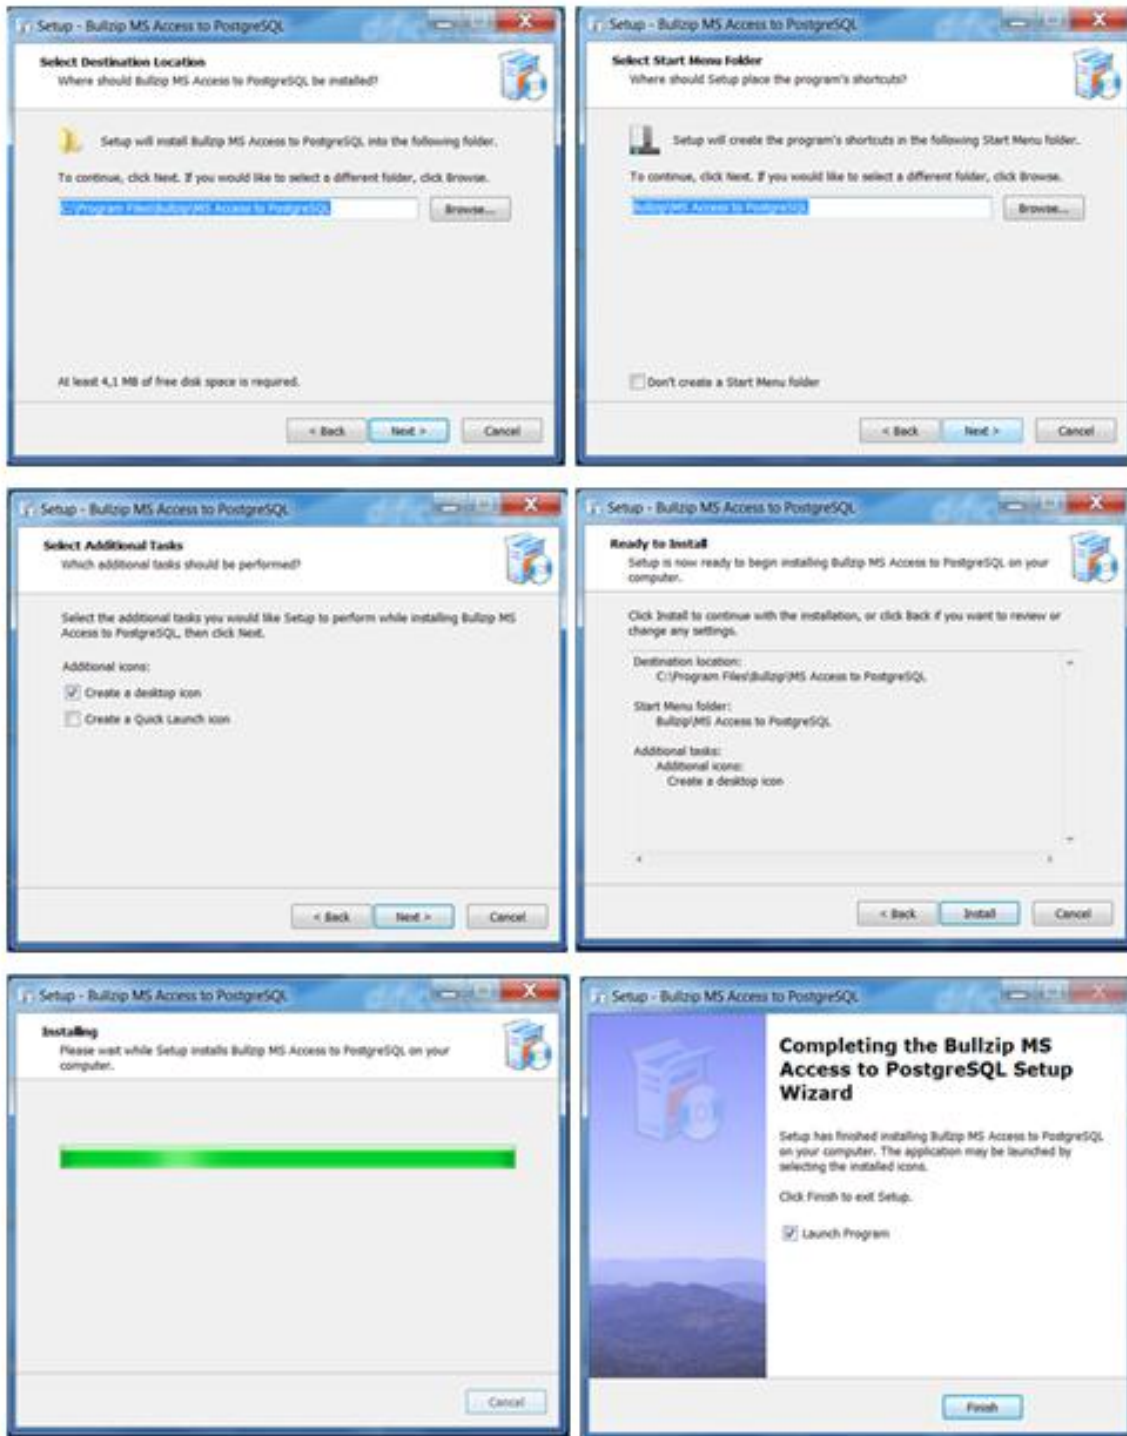 Setup - Bullzip MS Access to PostgreSQL
Select Destination Location
Where should Bullzip MS Access to PostgreSQL be installed?
Setup will install Bullzip MS Access to PostgreSQL into the following folder.
To continue, click Next. If you would like to select a different folder, click Browse.
C:\Program Files\Bullzip\MS Access to PostgreSQL
Browse...
At least 4,1 MB of free disk space is required.
< Back
Next >
Cancel
Setup - Bullzip MS Access to PostgreSQL
Select Start Menu Folder
Where should Setup place the program's shortcuts?
Setup will create the program's shortcuts in the following Start Menu folder.
To continue, click Next. If you would like to select a different folder, click Browse.
Bullzip\MS Access to PostgreSQL
Browse...
Don't create a Start Menu folder
< Back
Next >
Cancel
Setup - Bullzip MS Access to PostgreSQL
Select Additional Tasks
Which additional tasks should be performed?
Select the additional tasks you would like Setup to perform while installing Bullzip MS
Access to PostgreSQL, then click Next.
Additional icons:
Create a desktop icon
Create a Quick Launch icon
< Back
Next >
Cancel
Setup - Bullzip MS Access to PostgreSQL
Ready to Install
Setup is now ready to begin installing Bullzip MS Access to PostgreSQL on your
computer.
Click Install to continue with the installation, or click Back if you want to review or
change any settings.
Destination location:
C:\Program Files\Bullzip\MS Access to PostgreSQL
Start Menu folder:
Bullzip\MS Access to PostgreSQL
Additional tasks:
Additional icons:
Create a desktop icon
< Back
Install
Cancel
Setup - Bullzip MS Access to PostgreSQL
Installing
Please wait while Setup installs Bullzip MS Access to PostgreSQL on your
computer.
Cancel
Setup - Bullzip MS Access to PostgreSQL
Completing the Bullzip MS
Access to PostgreSQL Setup
Wizard
Setup has finished installing Bullzip MS Access to PostgreSQL
on your computer. The application may be launched by
selecting the installed icons.
Click Finish to exit Setup.
Launch Program
Finish